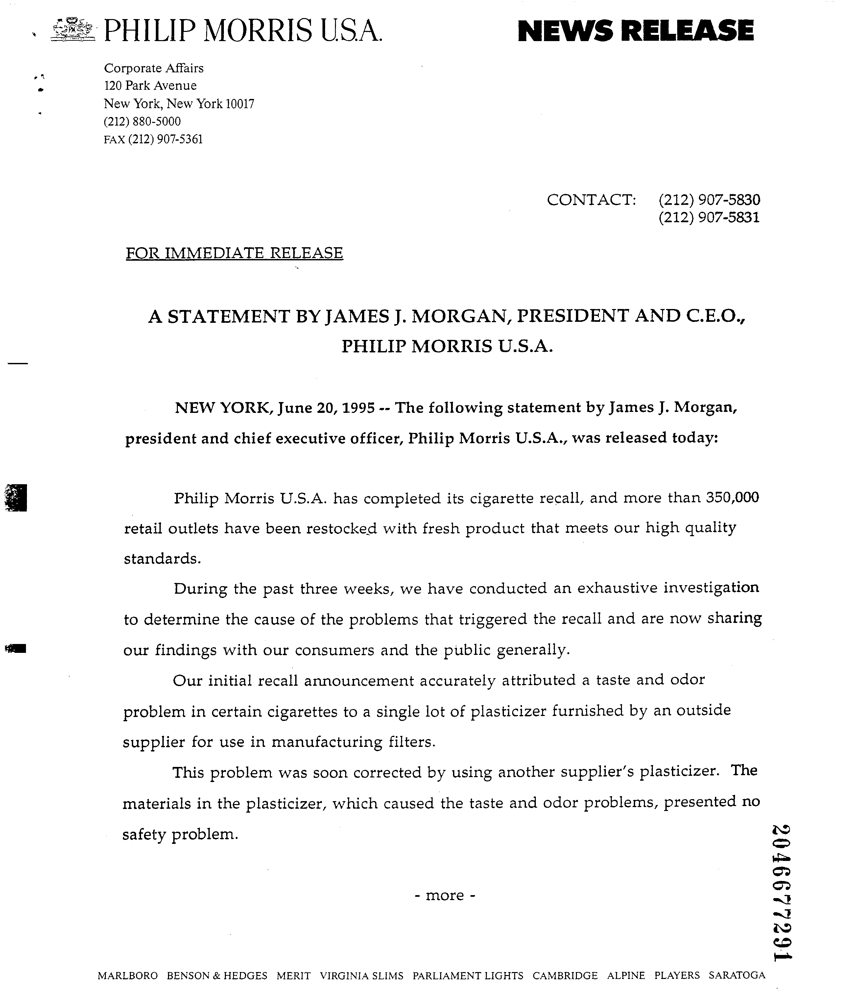 PHILIP MORRIS U.S.A.
NEWS RELEASE
Corporate Affairs
120 Park Avenue
New York, New York 10017
(212) 880-5000
FAX (212) 907-5361
CONTACT: (212) 907-5830
(212) 907-5831
FOR IMMEDIATE RELEASE
A STATEMENT BY JAMES J. MORGAN, PRESIDENT AND C.E.O.,
PHILIP MORRIS U.S.A.
NEW YORK, June 20, 1995 -- The following statement by James J. Morgan,
president and chief executive officer, Philip Morris U.S.A., was released today:
Philip Morris U.S.A. has completed its cigarette recall, and more than 350,000
retail outlets have been restocked with fresh product that meets our high quality
standards.
During the past three weeks, we have conducted an exhaustive investigation
to determine the cause of the problems that triggered the recall and are now sharing
our findings with our consumers and the public generally.
Our initial recall announcement accurately attributed a taste and odor
problem in certain cigarettes to a single lot of plasticizer furnished by an outside
supplier for use in manufacturing filters.
This problem was soon corrected by using another supplier's plasticizer. The
materials in the plasticizer, which caused the taste and odor problems, presented no
safety problem.
- more -
2046677291
MARLBORO BENSON & HEDGES MERIT VIRGINIA SLIMS PARLIAMENT LIGHTS CAMBRIDGE ALPINE PLAYERS SARATOGA